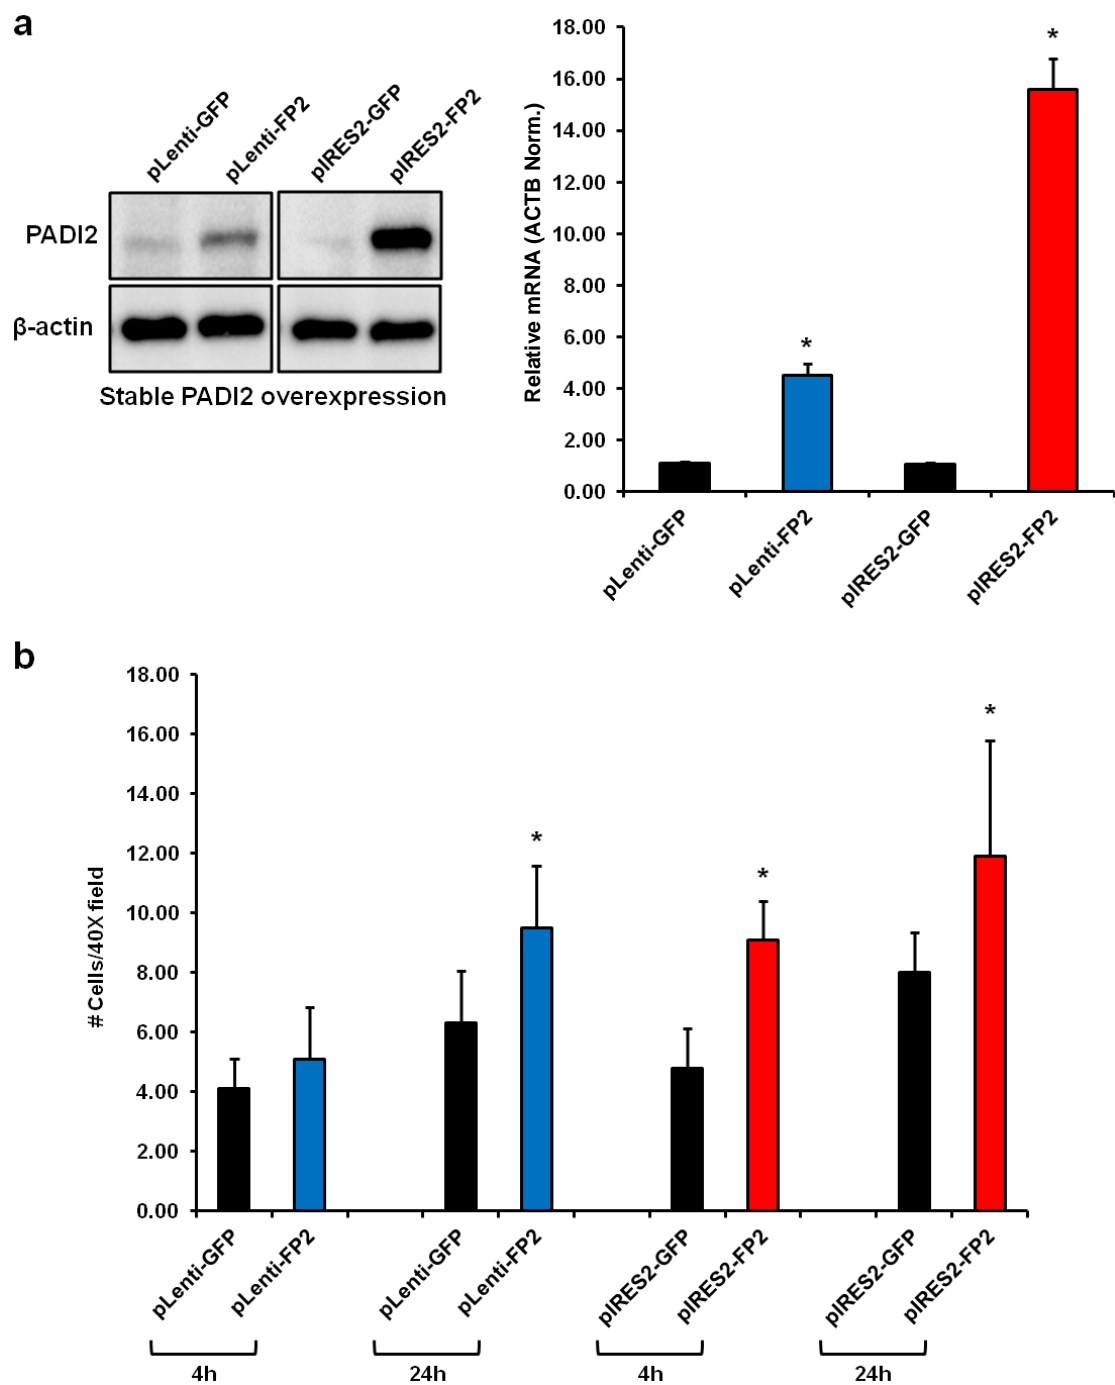 a
pLenti-GFP
pLenti-FP2
pIRES2-GFP
pIRES2-FP2
PADI2
β-actin
Stable PADI2 overexpression
Relative mRNA (ACTB Norm.)
18.00
16.00
14.00
12.00
10.00
8.00
6.00
4.00
2.00
0.00
*
*
pLenti-GFP
pLenti-FP2
pIRES2-GFP
pIRES2-FP2
b
# Cells/40X field
18.00
16.00
14.00
12.00
10.00
8.00
6.00
4.00
2.00
0.00
*
*
*
pLenti-GFP
pLenti-FP2
pLenti-GFP
pLenti-FP2
pIRES2-GFP
pIRES2-FP2
pIRES2-GFP
pIRES2-FP2
4h
24h
4h
24h